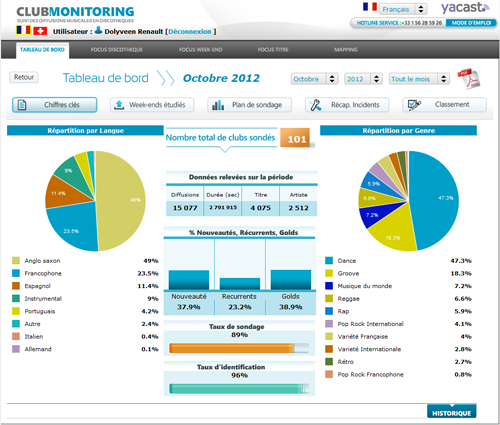 CLUBMONITORING
SUIVI DES DIFFUSIONS MUSICALES EN DISCOTHEQUES
Français
yacast
HOTLINE SERVICE : +33 1 56 28 59 26
MODE D'EMPLOI
Utilisateur : Dolyveen Renault [Déconnexion]
TABLEAU DE BORD
FOCUS DISCOTHEQUE
FOCUS WEEK-END
FOCUS TITRE
MAPPING
Retour
Tableau de bord
Octobre 2012
Octobre
2012
Tout le mois
PDF
Chiffres clés
Week-ends étudiés
Plan de sondage
Récap. Incidents
Classement
Répartition par Langue
49%
23.5%
11.4%
9%
Anglo saxon 49%
Francophone 23.5%
Espagnol 11.4%
Instrumental 9%
Portuguais 4.2%
Autre 2.4%
Italien 0.4%
Allemand 0.1%
Nombre total de clubs sondés 101
Données relevées sur la période
Diffusions Durée (sec) Titre Artiste
15 077 2 791 915 4 075 2 512
% Nouveautés, Récurrents, Golds
Nouveauté Recurrents Golds
37.9% 23.2% 38.9%
Taux de sondage
89%
Taux d'identification
96%
Répartition par Genre
47.3%
18.3%
7.2%
6.6%
5.9%
Dance 47.3%
Groove 18.3%
Musique du monde 7.2%
Reggae 6.6%
Rap 5.9%
Pop Rock International 4.1%
Variété Française 4%
Varieté Internationale 2.8%
Rétro 2.7%
Pop Rock Francophone 0.8%
HISTORIQUE